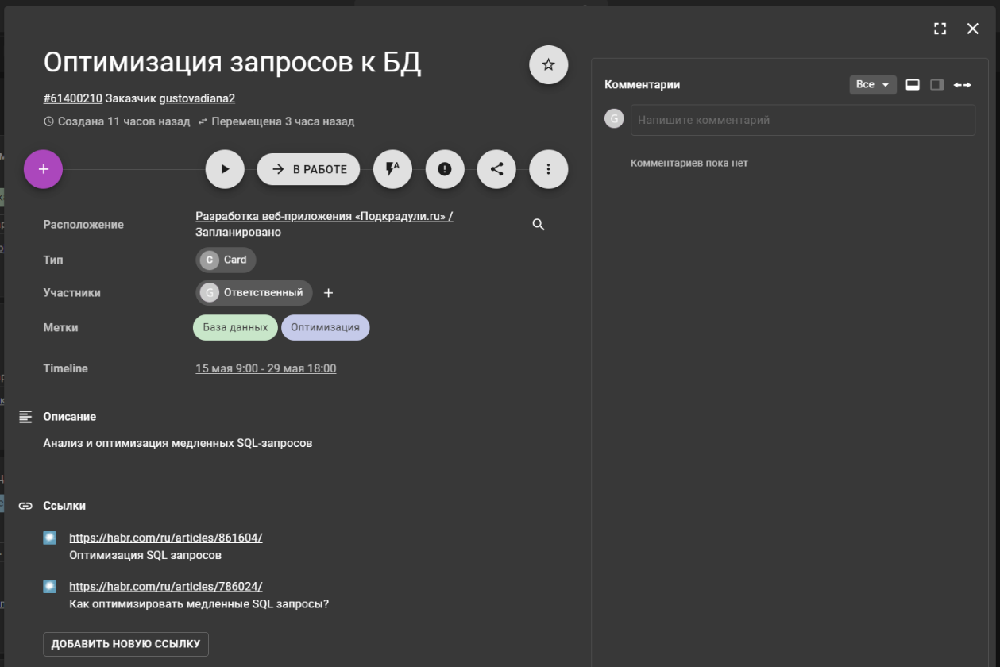 Оптимизация запросов к БД
#61400210 Заказчик gustovadiana2
Создана 11 часов назад Перемещена 3 часа назад
В РАБОТЕ
A
Расположение
Разработка веб-приложения «Подкрадули.ru» /
Запланировано
Тип
C Card
Участники
G Ответственный
Метки
База данных Оптимизация
Timeline
15 мая 9:00 - 29 мая 18:00
Описание
Анализ и оптимизация медленных SQL-запросов
Ссылки
https://habr.com/ru/articles/861604/
Оптимизация SQL запросов
https://habr.com/ru/articles/786024/
Как оптимизировать медленные SQL запросы?
ДОБАВИТЬ НОВУЮ ССЫЛКУ
Комментарии
Все
G
Напишите комментарий
Комментариев пока нет